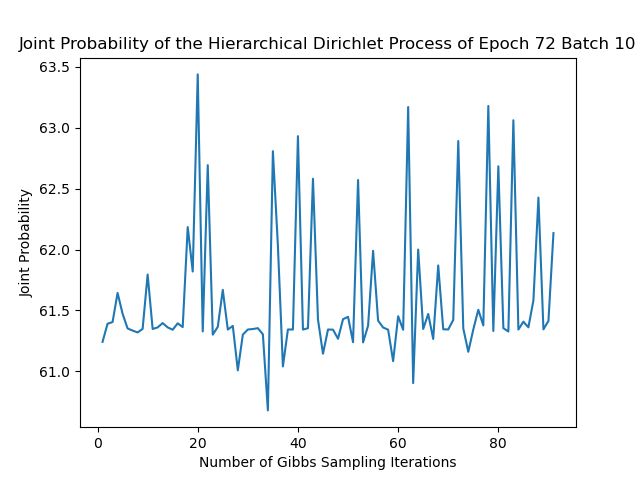 Joint Probability of the Hierarchical Dirichlet Process of Epoch 72 Batch 10
63.5
63.0
62.5
62.0
61.5
61.0
Joint Probability
0 20 40 60 80
Number of Gibbs Sampling Iterations